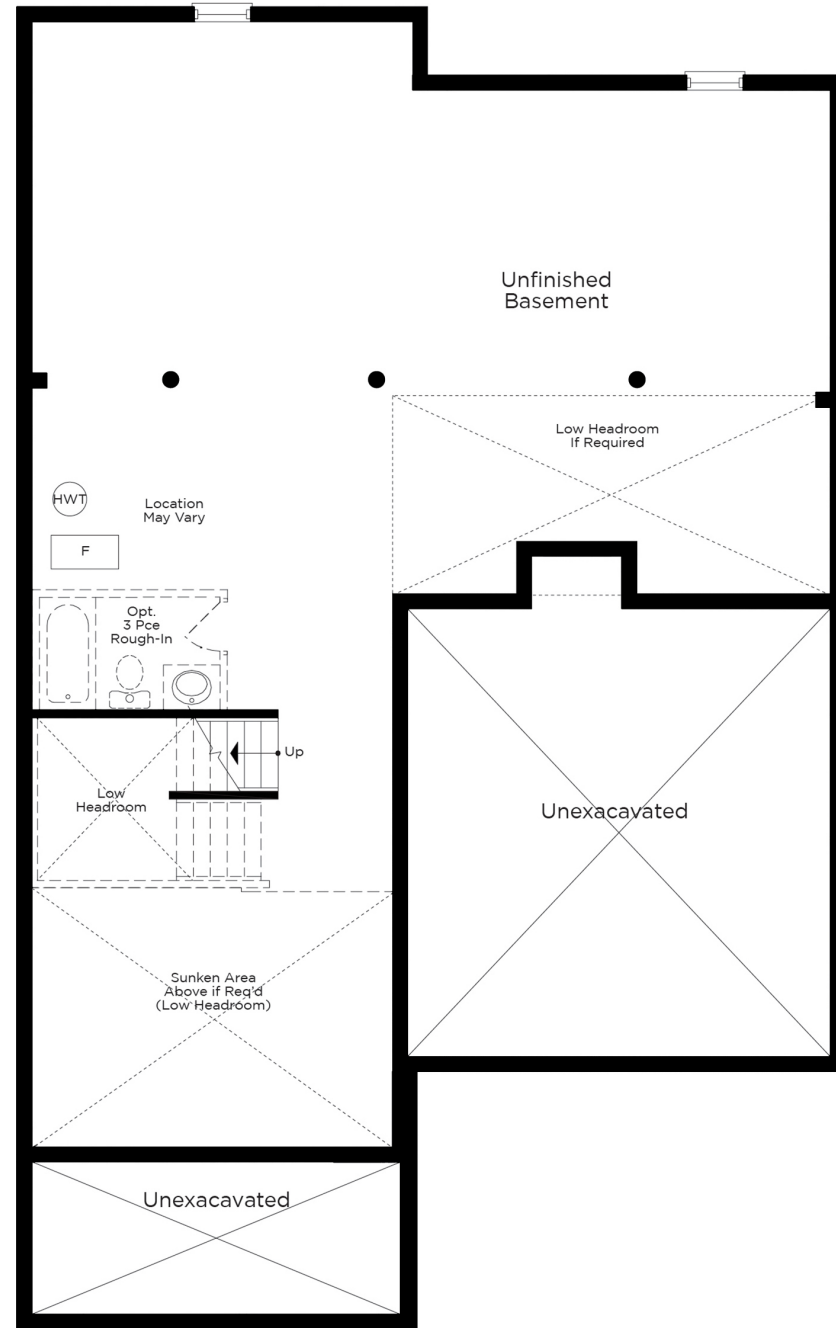 Unfinished
Basement
Low Headroom
If Required
HWT
Location
May Vary
F
Opt.
3 Pce
Rough-In
Up
Low
Headroom
Unexacavated
Sunken Area
Above if Req'd
(Low Headroom)
Unexacavated